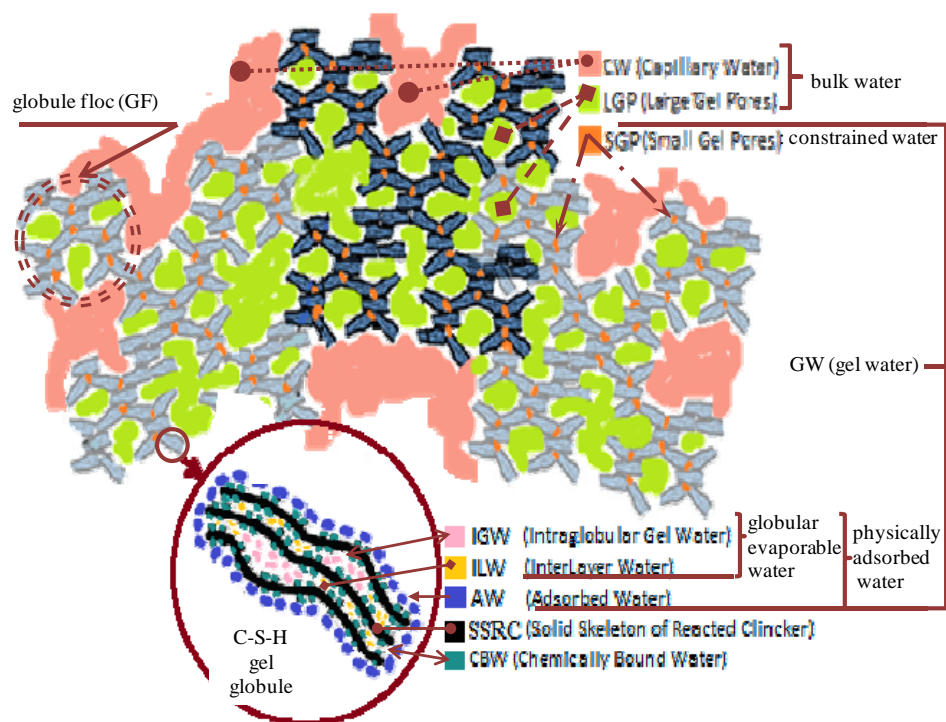 CW (Capillary Water)
bulk water
globule floc (GF)
LGP (Large Gel Pores)
SGP (Small Gel Pores): constrained water
GW (gel water)
IGW (Intraglobular Gel Water)
globular
evaporable
water
physically
adsorbed
water
ILW (InterLayer Water)
AW (Adsorbed Water)
SSRC (Solid Skeleton of Reacted Clincker)
CBW (Chemically Bound Water)
C-S-H
gel
globule